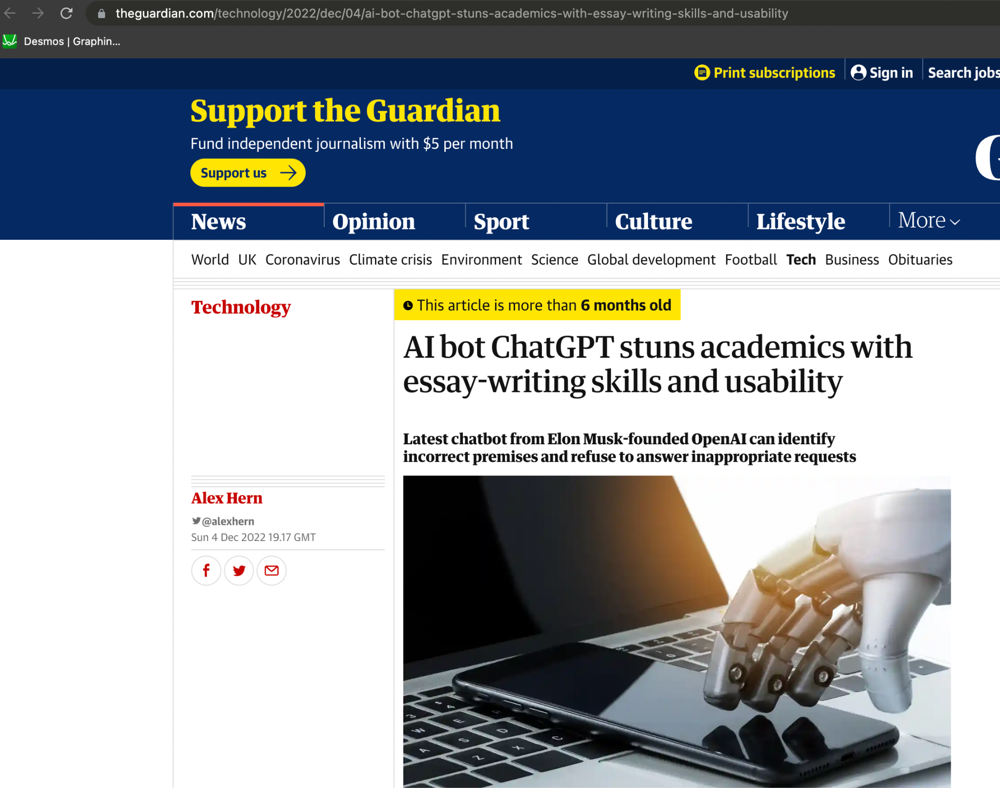 theguardian.com/technology/2022/dec/04/ai-bot-chatgpt-stuns-academics-with-essay-writing-skills-and-usability
Desmos | Graphin...
Print subscriptions
Sign in
Search jobs
Support the Guardian
Fund independent journalism with $5 per month
Support us
G
News
Opinion
Sport
Culture
Lifestyle
More
World UK Coronavirus Climate crisis Environment Science Global development Football Tech Business Obituaries
Technology
This article is more than 6 months old
AI bot ChatGPT stuns academics with
essay-writing skills and usability
Latest chatbot from Elon Musk-founded OpenAI can identify
incorrect premises and refuse to answer inappropriate requests
Alex Hern
@alexhern
Sun 4 Dec 2022 19.17 GMT
f
3 4
W E
A S D
Z X C